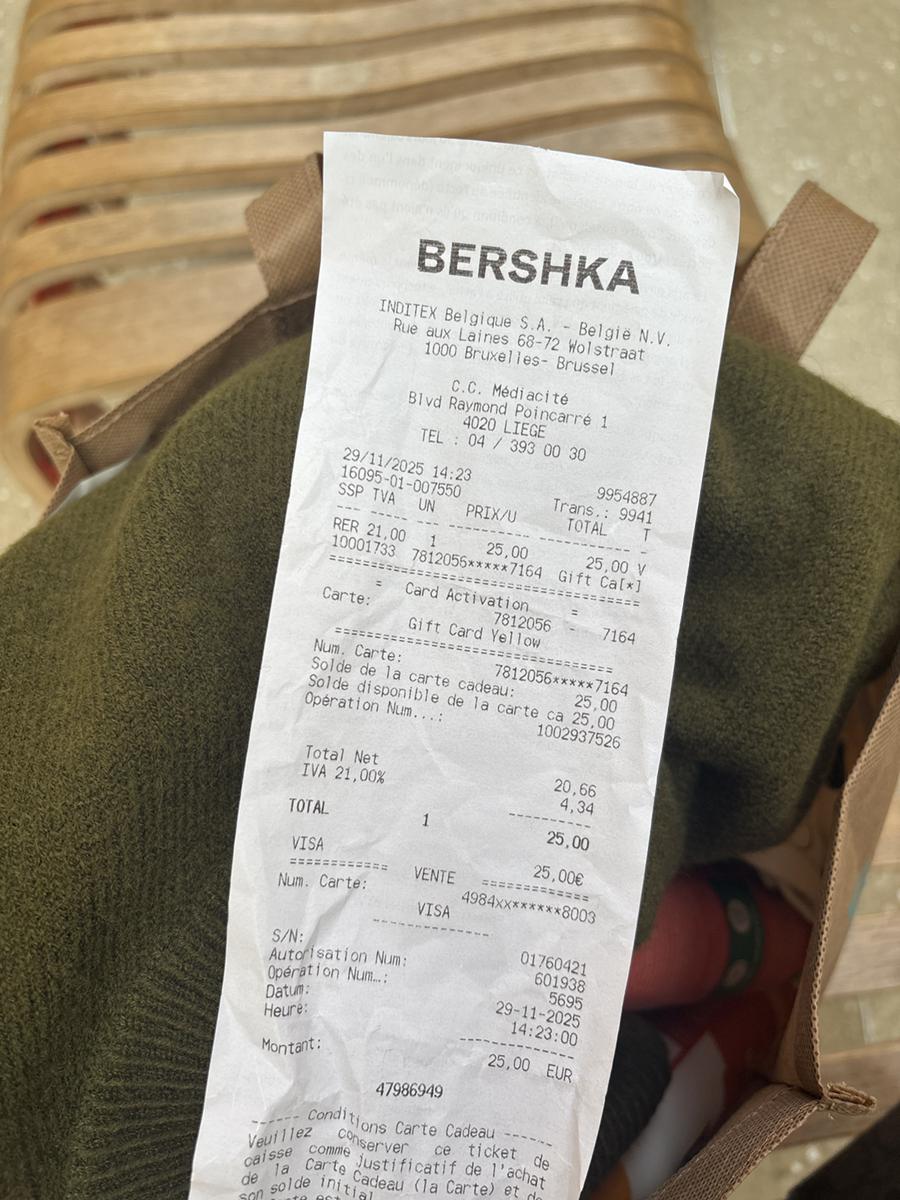 BERSHKA
INDITEX Belgique S.A. - België N.V.
Rue aux Laines 68-72 Wolstraat
1000 Bruxelles- Brussel
C.C. Médiacité
Blvd Raymond Poincarré 1
4020 LIEGE
TEL : 04 / 393 00 30
29/11/2025 14:23 9954887
16095-01-007550 Trans.: 9941
SSP TVA UN PRIX/U TOTAL T
RER 21,00 1 25,00 25,00 V
10001733 7812056*****7164 Gift Ca[*]
= Card Activation =
Carte: 7812056 - 7164
Gift Card Yellow
Num. Carte: 7812056*****7164
Solde de la carte cadeau: 25,00
Solde disponible de la carte ca 25,00
Opération Num...: 1002937526
Total Net 20,66
IVA 21,00% 4,34
TOTAL 1 25,00
VISA 25,00€
============ VENTE ============
Num. Carte: 4984xx******8003
VISA
S/N: 01760421
Autorisation Num: 601938
Opération Num..: 5695
Datum: 29-11-2025
Heure: 14:23:00
Montant: 25,00 EUR
47986949
------ Conditions Carte Cadeau ------
Veuillez conserver ce ticket de
caisse comme justificatif de l'achat
de la Carte Cadeau (la Carte) et de
son solde initial